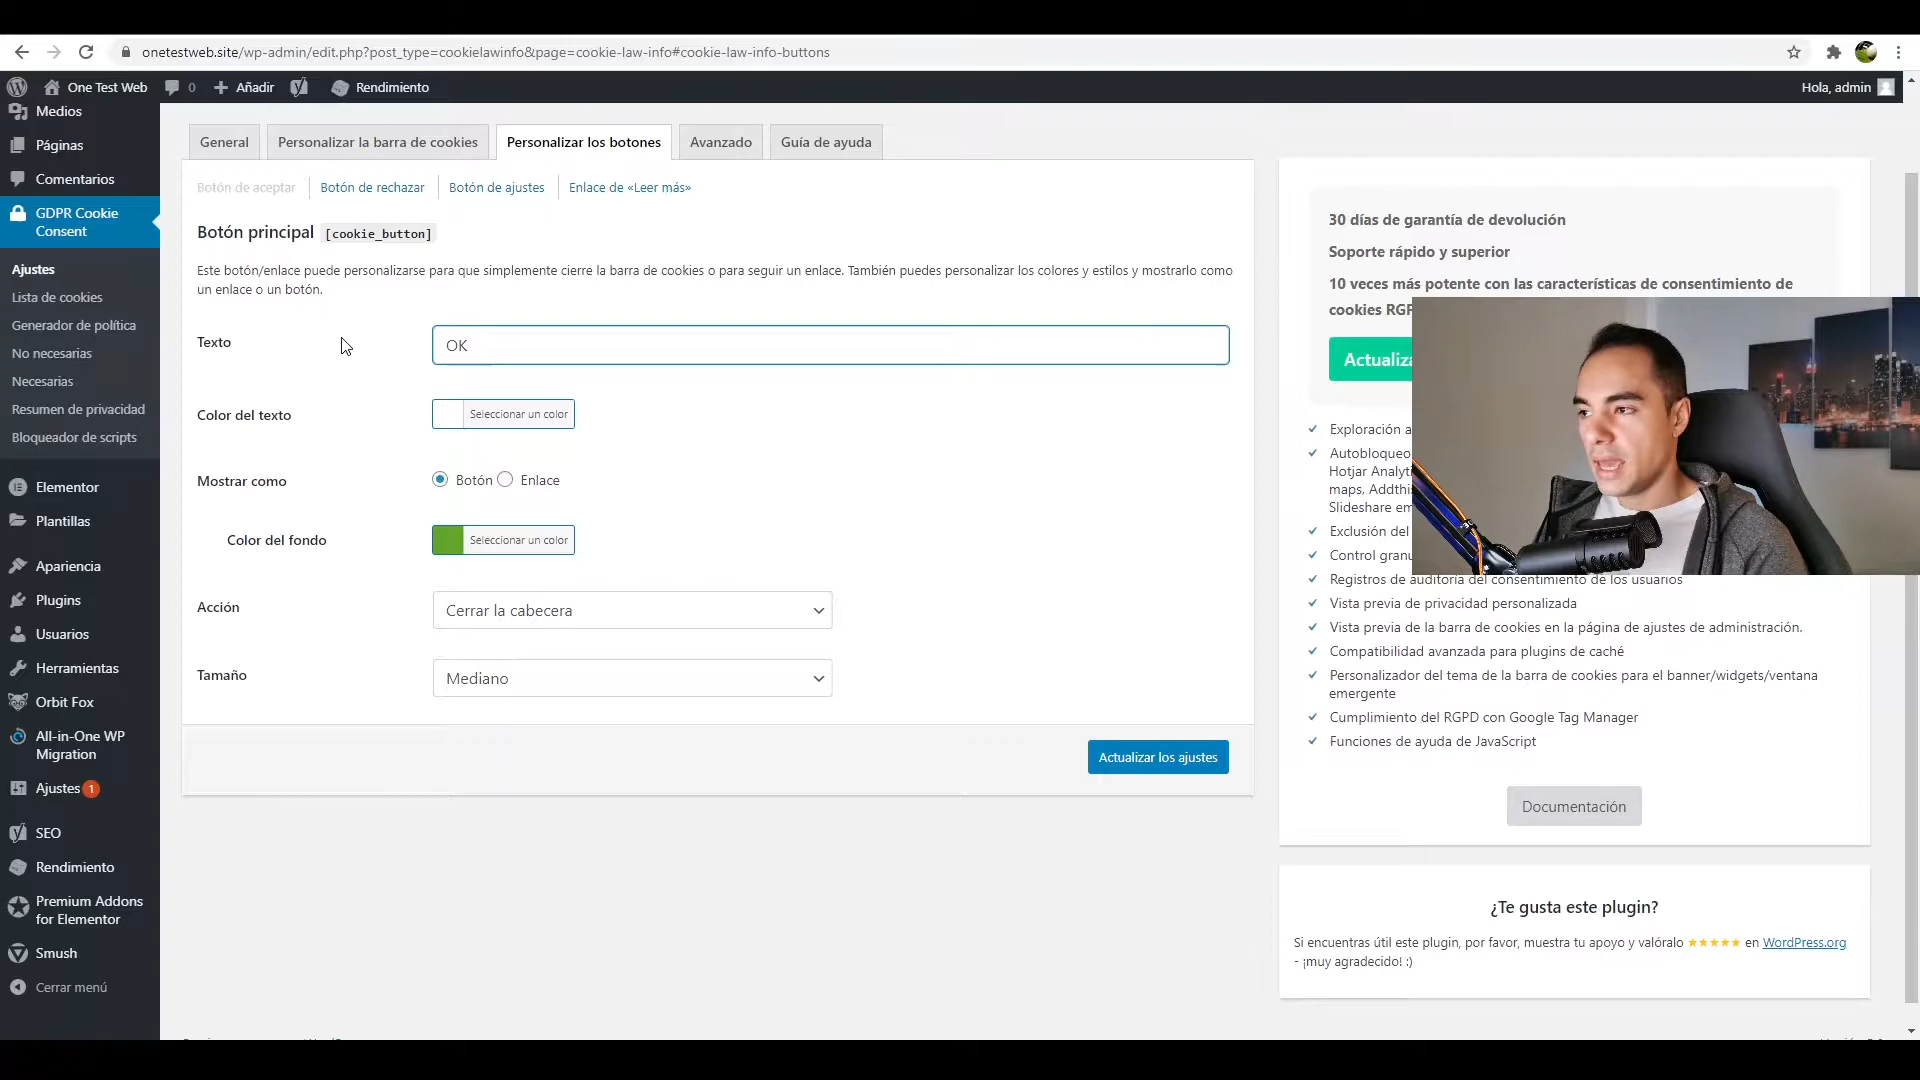 onetestweb.site/wp-admin/edit.php?post_type=cookielawinfo&page=cookie-law-info#cookie-law-info-buttons
One Test Web
0
Añadir
Rendimiento
Hola, admin
Medios
Páginas
Comentarios
GDPR Cookie
Consent
Ajustes
Lista de cookies
Generador de política
No necesarias
Necesarias
Resumen de privacidad
Bloqueador de scripts
Elementor
Plantillas
Apariencia
Plugins
Usuarios
Herramientas
Orbit Fox
All-in-One WP
Migration
Ajustes 1
SEO
Rendimiento
Premium Addons
for Elementor
Smush
Cerrar menú
General
Personalizar la barra de cookies
Personalizar los botones
Avanzado
Guía de ayuda
Botón de aceptar
Botón de rechazar
Botón de ajustes
Enlace de «Leer más»
Botón principal [cookie_button]
Este botón/enlace puede personalizarse para que simplemente cierre la barra de cookies o para seguir un enlace. También puedes personalizar los colores y estilos y mostrarlo como
un enlace o un botón.
Texto
OK
Color del texto
Seleccionar un color
Mostrar como
Botón
Enlace
Color del fondo
Seleccionar un color
Acción
Cerrar la cabecera
Tamaño
Mediano
Actualizar los ajustes
30 días de garantía de devolución
Soporte rápido y superior
10 veces más potente con las características de consentimiento de
cookies RGP
Actualiza
Exploración a
Autobloqueo
Hotjar Analyt
maps, Addthi
Slideshare em
Exclusión del
Control granu
Registros de auditoría del consentimiento de los usuarios
Vista previa de privacidad personalizada
Vista previa de la barra de cookies en la página de ajustes de administración.
Compatibilidad avanzada para plugins de caché
Personalizador del tema de la barra de cookies para el banner/widgets/ventana
emergente
Cumplimiento del RGPD con Google Tag Manager
Funciones de ayuda de JavaScript
Documentación
¿Te gusta este plugin?
Si encuentras útil este plugin, por favor, muestra tu apoyo y valóralo ★★★★★ en WordPress.org
- ¡muy agradecido! :)